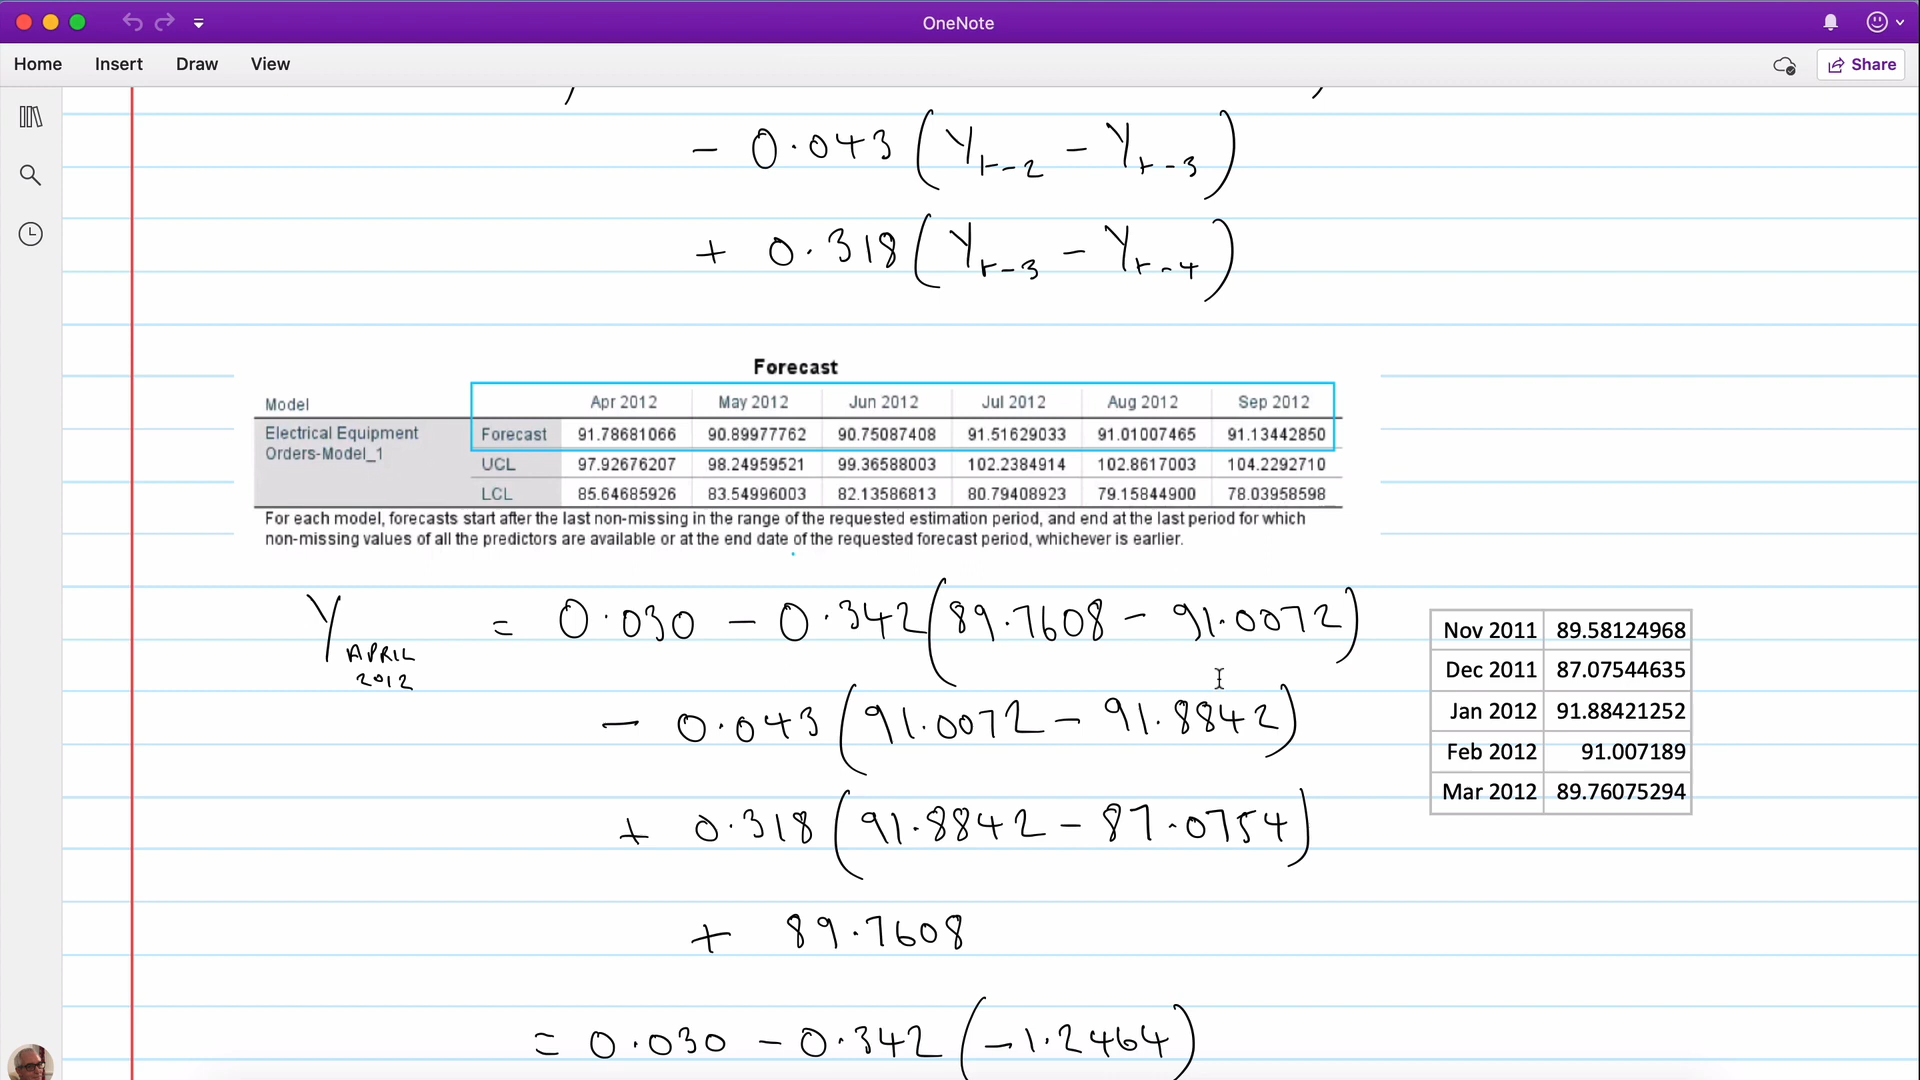 OneNote
Home Insert Draw View Share
- 0.043 (Yt-2 - Yt-3)
+ 0.318 (Yt-3 - Yt-4)
Forecast
Model Apr 2012 May 2012 Jun 2012 Jul 2012 Aug 2012 Sep 2012
Electrical Equipment Orders-Model_1 Forecast 91.78681066 90.89977762 90.75087408 91.51629033 91.01007465 91.13442850
UCL 97.92676207 98.24959521 99.36588003 102.2384914 102.8617003 104.2292710
LCL 85.64685926 83.54996003 82.13586813 80.79408923 79.15844900 78.03958598
For each model, forecasts start after the last non-missing in the range of the requested estimation period, and end at the last period for which
non-missing values of all the predictors are available or at the end date of the requested forecast period, whichever is earlier.
Y APRIL 2012 = 0.030 - 0.342 (89.7608 - 91.0072)
- 0.043 (91.0072 - 91.8842)
+ 0.318 (91.8842 - 87.0754)
+ 89.7608
= 0.030 - 0.342 (-1.2464)
Nov 2011 89.58124968
Dec 2011 87.07544635
Jan 2012 91.88421252
Feb 2012 91.007189
Mar 2012 89.76075294